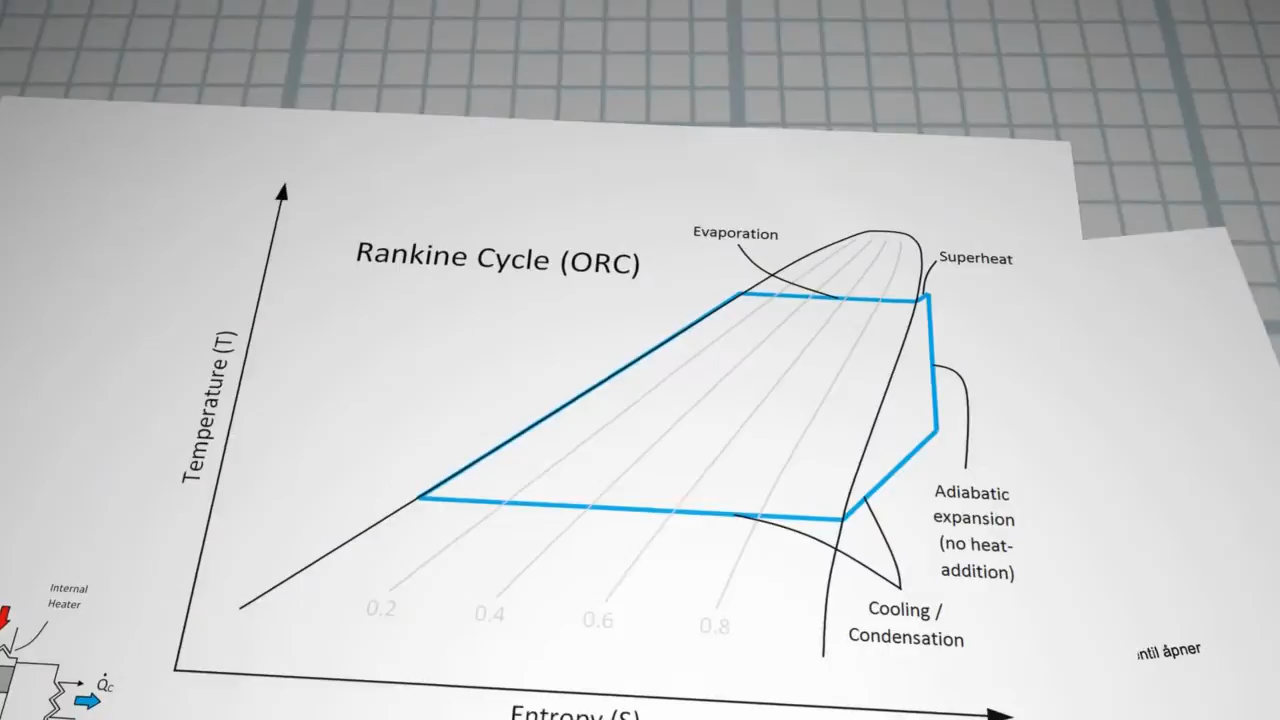 Evaporation
Rankine Cycle (ORC)
Superheat
Temperature (T)
Adiabatic
expansion
(no heat-
addition)
Internal
Heater
0.2
0.4
0.6
0.8
Cooling /
Condensation
Q̇c
Entropy (S)
åpner